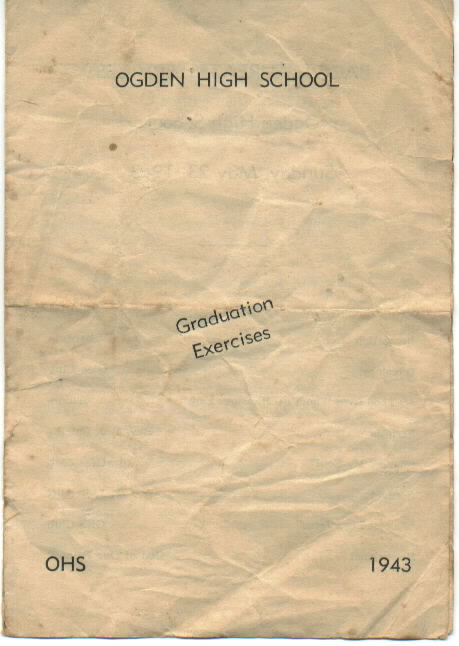 OGDEN HIGH SCHOOL
Graduation
Exercises
OHS 1943